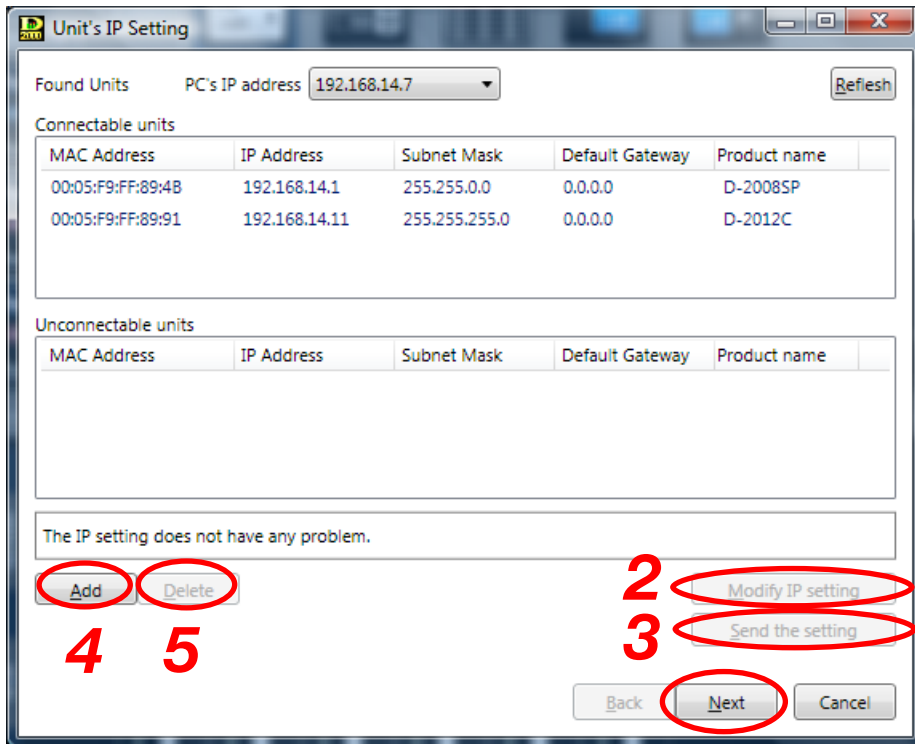 Unit's IP Setting
Found Units PC's IP address 192.168.14.7 Reflesh
Connectable units
MAC Address IP Address Subnet Mask Default Gateway Product name
00:05:F9:FF:89:4B 192.168.14.1 255.255.0.0 0.0.0.0 D-2008SP
00:05:F9:FF:89:91 192.168.14.11 255.255.255.0 0.0.0.0 D-2012C
Unconnectable units
MAC Address IP Address Subnet Mask Default Gateway Product name
The IP setting does not have any problem.
Add Delete 2 Modify IP setting
4 5 3 Send the setting
Back Next Cancel